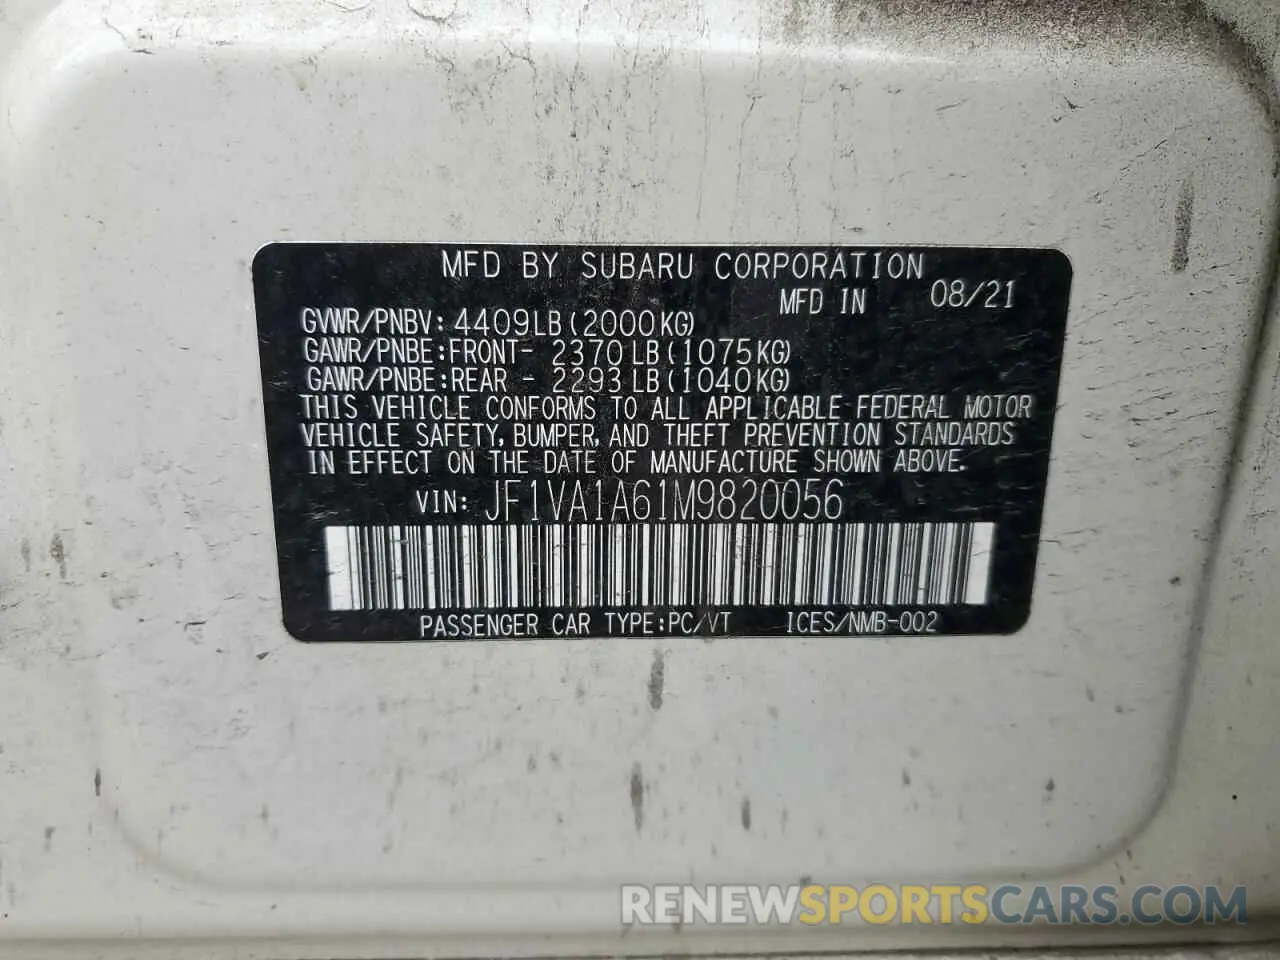 MFD BY SUBARU CORPORATION
MFD IN 08/21
GVWR/PNBV: 4409LB(2000KG)
GAWR/PNBE:FRONT- 2370LB(1075KG)
GAWR/PNBE:REAR - 2293LB(1040KG)
THIS VEHICLE CONFORMS TO ALL APPLICABLE FEDERAL MOTOR
VEHICLE SAFETY, BUMPER, AND THEFT PREVENTION STANDARDS
IN EFFECT ON THE DATE OF MANUFACTURE SHOWN ABOVE.
VIN: JF1VA1A61M9820056
PASSENGER CAR TYPE:PC/VT ICES/NMB-002
RENEWSPORTSCARS.COM